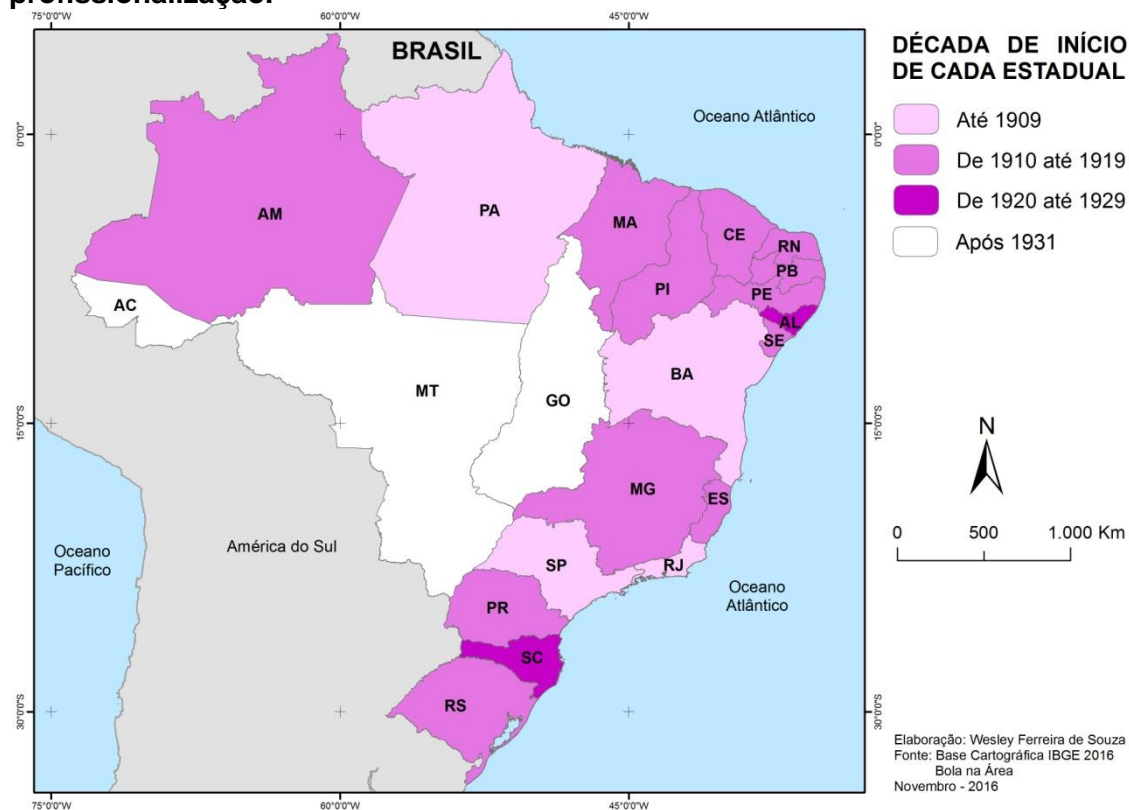 profissionalização.
75°0'0"W
60°0'0"W
45°0'0"W
BRASIL
Oceano Atlântico
0°0'0"
0°0'0"
AM
PA
MA
CE
RN
PB
PI
PE
AC
AL
SE
BA
MT
GO
15°0'0"S
15°0'0"S
MG
ES
Oceano
Pacífico
América do Sul
SP
RJ
Oceano
Atlântico
PR
SC
RS
30°0'0"S
30°0'0"S
75°0'0"W
60°0'0"W
45°0'0"W
DÉCADA DE INÍCIO
DE CADA ESTADUAL
Até 1909
De 1910 até 1919
De 1920 até 1929
Após 1931
N
0 500 1.000 Km
Elaboração: Wesley Ferreira de Souza
Fonte: Base Cartográfica IBGE 2016
Bola na Área
Novembro - 2016